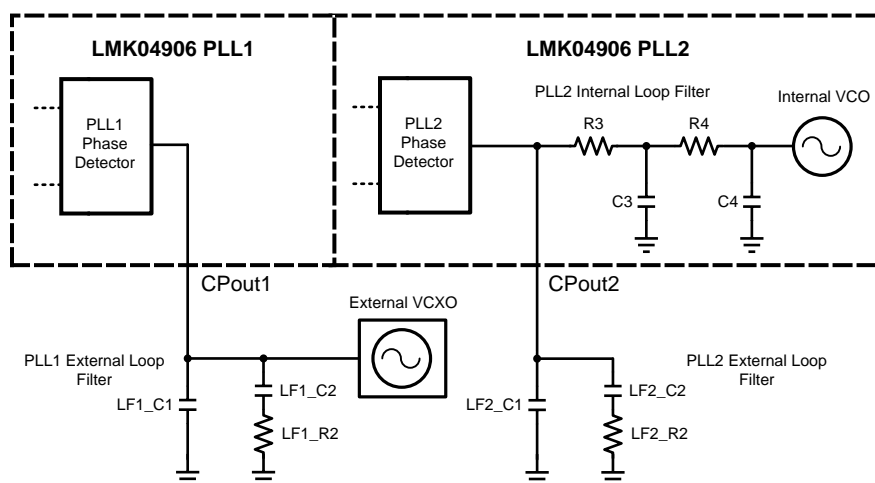 LMK04906 PLL1
LMK04906 PLL2
PLL1
Phase
Detector
PLL2
Phase
Detector
PLL2 Internal Loop Filter
Internal VCO
R3
R4
C3
C4
CPout1
CPout2
External VCXO
PLL1 External Loop
Filter
LF1_C1
LF1_C2
LF1_R2
LF2_C1
LF2_C2
LF2_R2
PLL2 External Loop
Filter